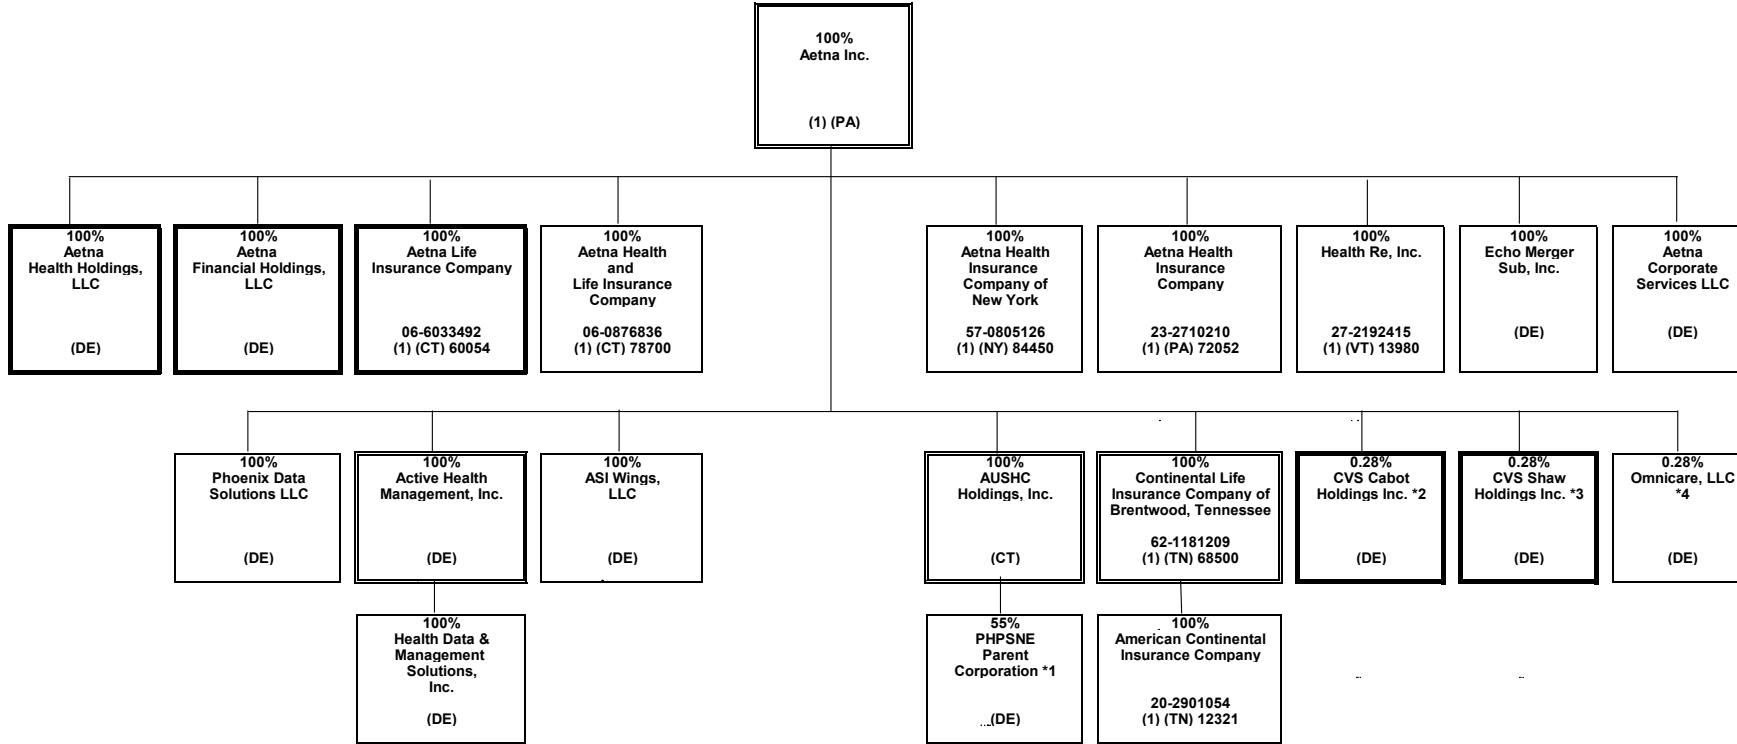 100%
Aetna Inc.
(1) (PA)
100%
Aetna
Health Holdings,
LLC
(DE)
100%
Aetna
Financial Holdings,
LLC
(DE)
100%
Aetna Life
Insurance Company
06-6033492
(1) (CT) 60054
100%
Aetna Health
and
Life Insurance
Company
06-0876836
(1) (CT) 78700
100%
Aetna Health
Insurance
Company of
New York
57-0805126
(1) (NY) 84450
100%
Aetna Health
Insurance
Company
23-2710210
(1) (PA) 72052
100%
Health Re, Inc.
27-2192415
(1) (VT) 13980
100%
Echo Merger
Sub, Inc.
(DE)
100%
Aetna
Corporate
Services LLC
(DE)
100%
Phoenix Data
Solutions LLC
(DE)
100%
Active Health
Management, Inc.
(DE)
100%
ASI Wings,
LLC
(DE)
100%
AUSHC
Holdings, Inc.
(CT)
100%
Continental Life
Insurance Company of
Brentwood, Tennessee
62-1181209
(1) (TN) 68500
0.28%
CVS Cabot
Holdings Inc. *2
(DE)
0.28%
CVS Shaw
Holdings Inc. *3
(DE)
0.28%
Omnicare, LLC
*4
(DE)
100%
Health Data &
Management
Solutions,
Inc.
(DE)
55%
PHPSNE
Parent
Corporation *1
(DE)
100%
American Continental
Insurance Company
20-2901054
(1) (TN) 12321